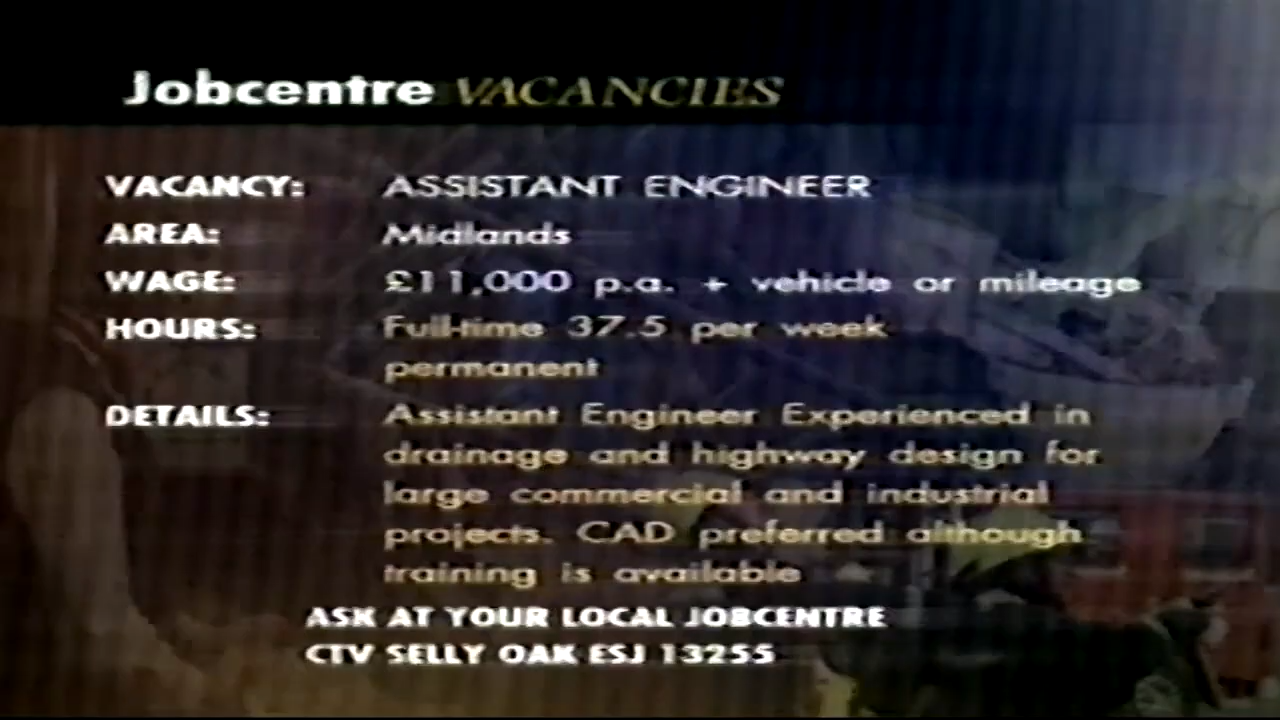 Jobcentre VACANCIES
VACANCY: ASSISTANT ENGINEER
AREA: Midlands
WAGE: £11,000 p.a. + vehicle or mileage
HOURS: Full-time 37.5 per week
permanent
DETAILS: Assistant Engineer Experienced in
drainage and highway design for
large commercial and industrial
projects. CAD preferred although
training is available
ASK AT YOUR LOCAL JOBCENTRE
CTV SELLY OAK ESJ 13255